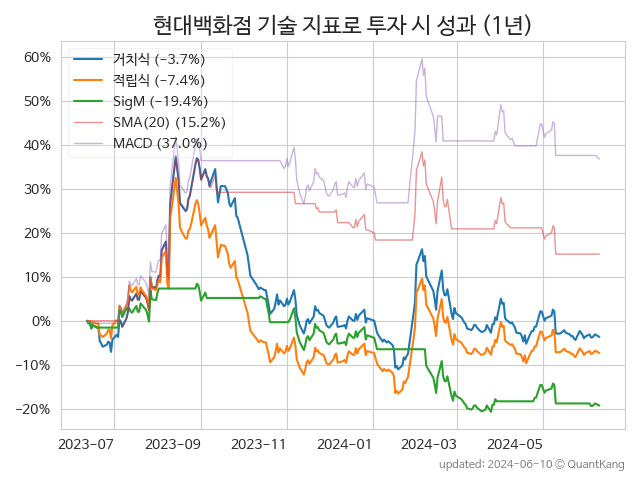 현대백화점 기술 지표로 투자 시 성과 (1년)
60%
50%
40%
30%
20%
10%
0%
−10%
−20%
거치식 (−3.7%)
적립식 (−7.4%)
SigM (−19.4%)
SMA(20) (15.2%)
MACD (37.0%)
2023-07
2023-09
2023-11
2024-01
2024-03
2024-05
updated: 2024-06-10 © QuantKang